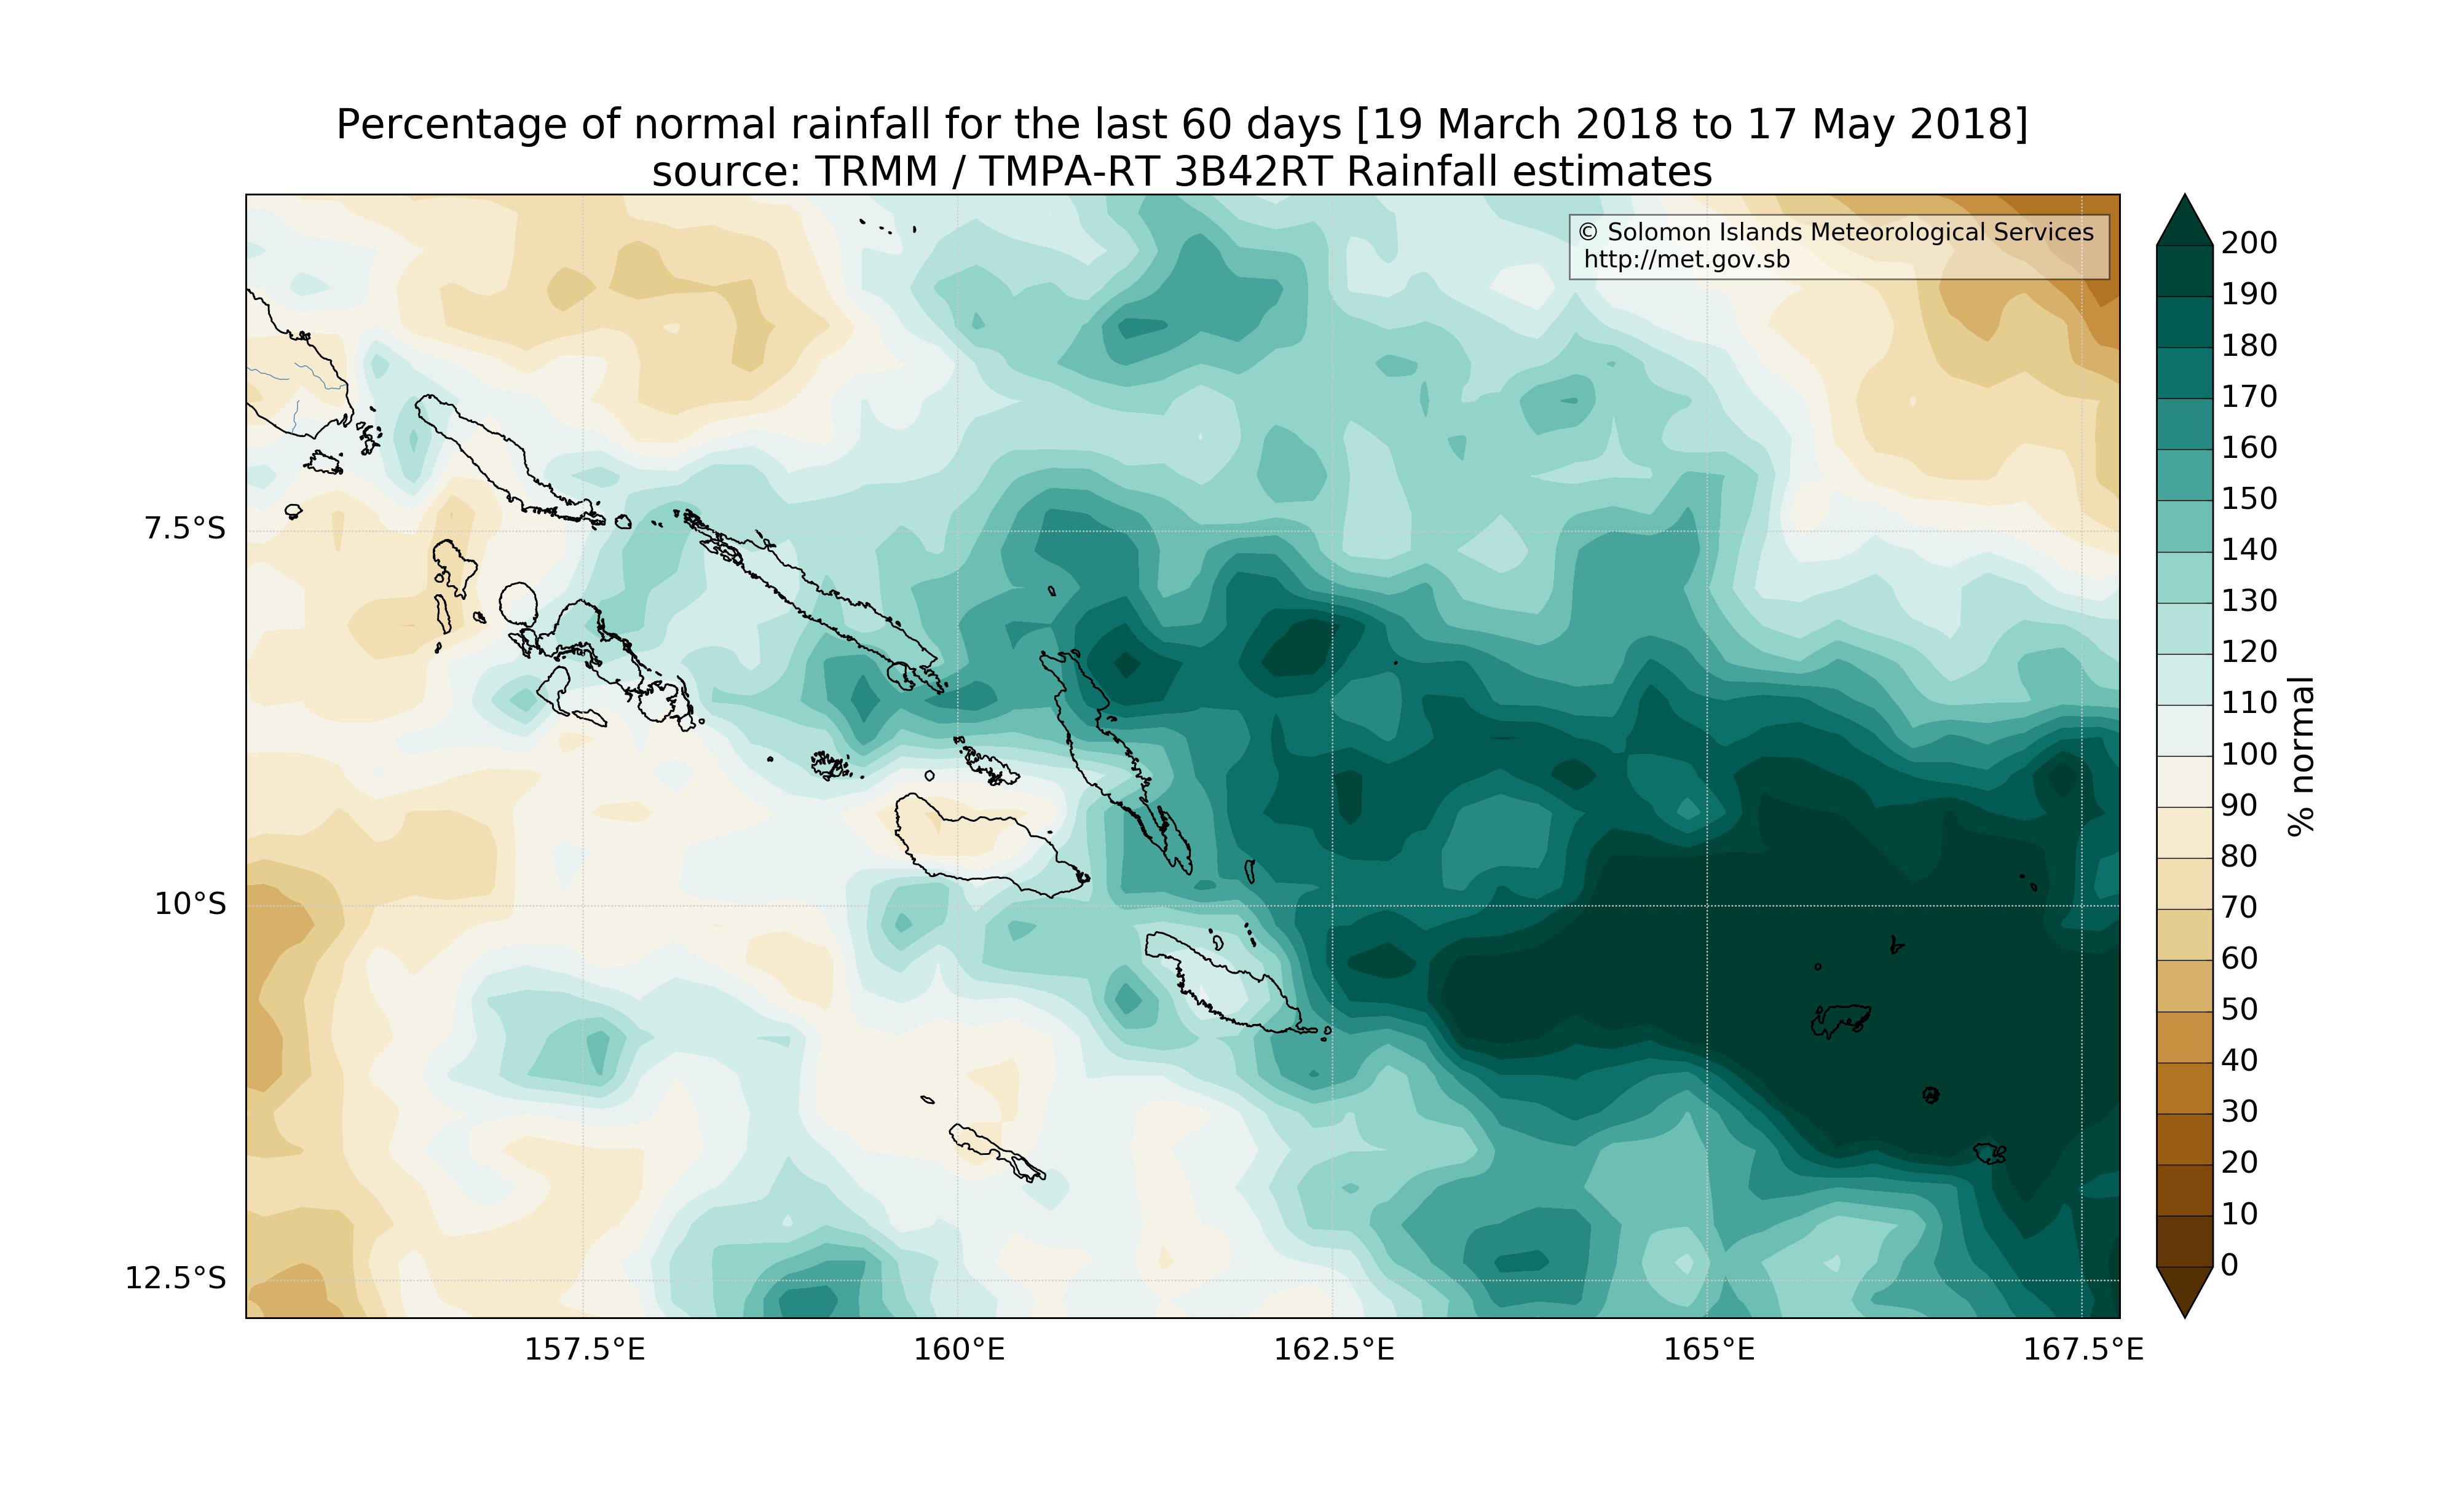 Percentage of normal rainfall for the last 60 days [19 March 2018 to 17 May 2018]
source: TRMM / TMPA-RT 3B42RT Rainfall estimates
© Solomon Islands Meteorological Services
http://met.gov.sb
7.5°S
10°S
12.5°S
157.5°E
160°E
162.5°E
165°E
167.5°E
200
190
180
170
160
150
140
130
120
110
100
90
80
70
60
50
40
30
20
10
0
% normal